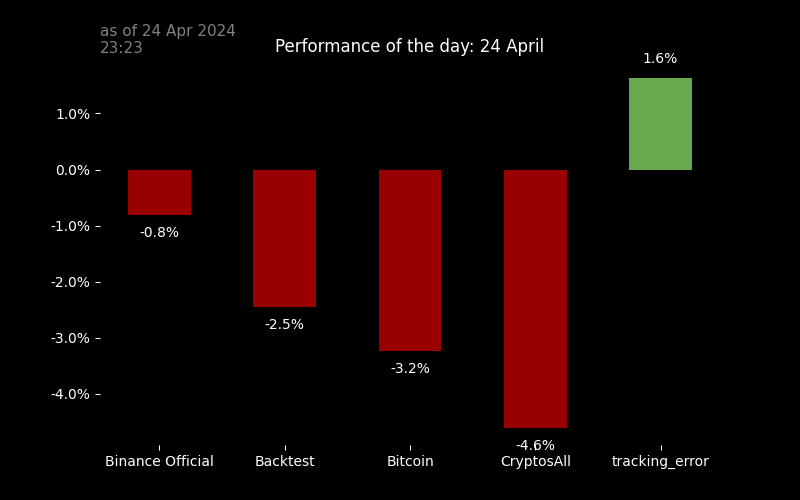 as of 24 Apr 2024
23:23
Performance of the day: 24 April
1.6%
1.0%
0.0%
-1.0%
-0.8%
-2.0%
-2.5%
-3.0%
-3.2%
-4.0%
-4.6%
Binance Official
Backtest
Bitcoin
CryptosAll
tracking_error